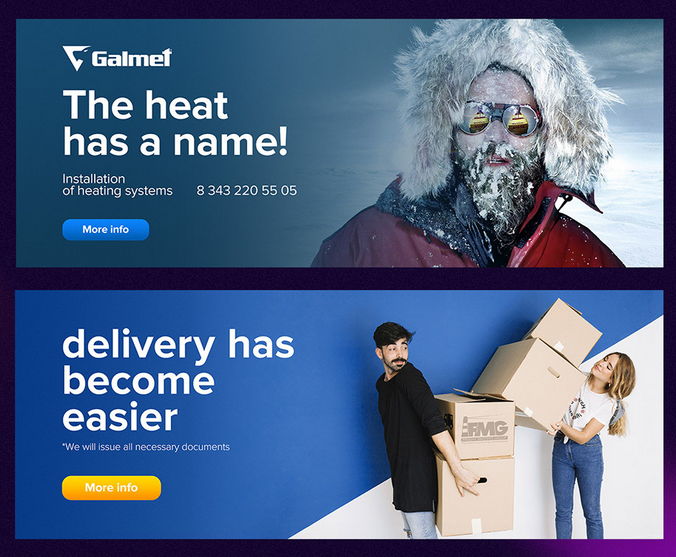 Galmet
The heat
has a name!
Installation
of heating systems 8 343 220 55 05
More info
delivery has
become
easier
*We will issue all necessary documents
More info
FMG